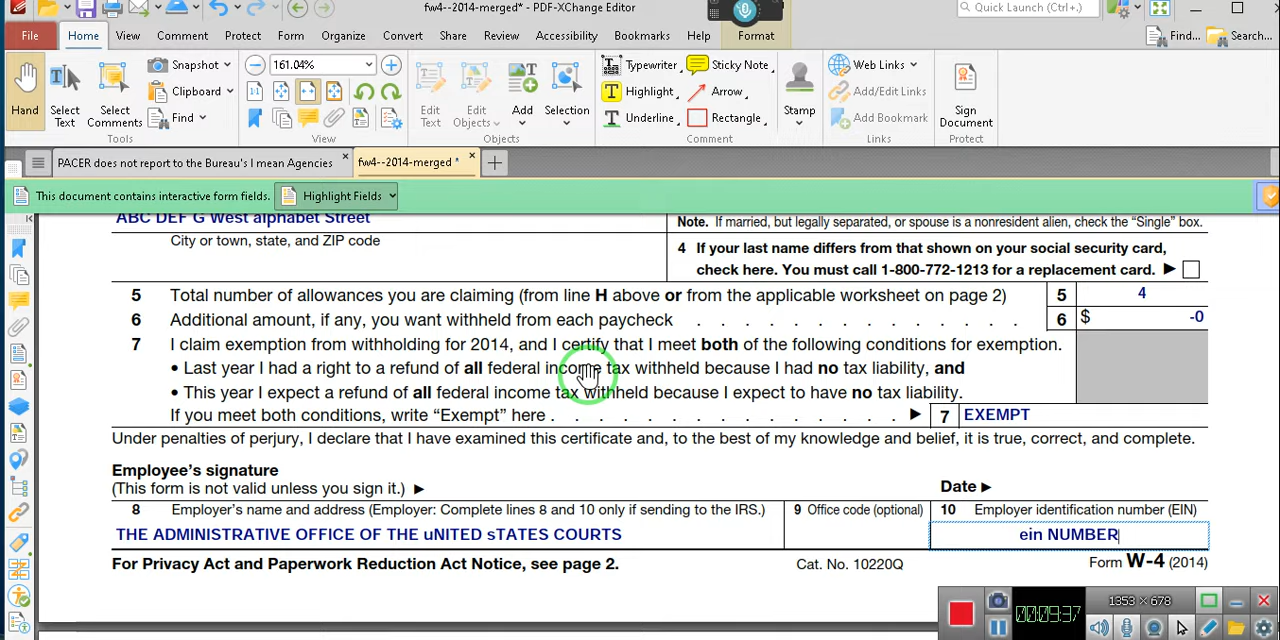 fw4--2014-merged* - PDF-XChange Editor
Quick Launch (Ctrl+.)
File Home View Comment Protect Form Organize Convert Share Review Accessibility Bookmarks Help Format Find... Search...
Hand
Select Text
Select Comments
Snapshot
Clipboard
Find
Tools
161.04%
View
Edit Text
Edit Objects
Add
Selection
Objects
Typewriter
Sticky Note
Highlight
Arrow
Underline
Rectangle
Comment
Stamp
Web Links
Add/Edit Links
Add Bookmark
Links
Sign Document
Protect
PACER does not report to the Bureau's I mean Agencies
fw4--2014-merged *
This document contains interactive form fields. Highlight Fields
ABC DEF G West alphabet Street
City or town, state, and ZIP code
Note. If married, but legally separated, or spouse is a nonresident alien, check the “Single” box.
4 If your last name differs from that shown on your social security card,
check here. You must call 1-800-772-1213 for a replacement card. ▶
5 Total number of allowances you are claiming (from line H above or from the applicable worksheet on page 2) 5 4
6 Additional amount, if any, you want withheld from each paycheck . . . . . . . . . . . . . . 6 $ -0
7 I claim exemption from withholding for 2014, and I certify that I meet both of the following conditions for exemption.
• Last year I had a right to a refund of all federal income tax withheld because I had no tax liability, and
• This year I expect a refund of all federal income tax withheld because I expect to have no tax liability.
If you meet both conditions, write “Exempt” here . . . . . . . . . . . . . . . ▶ 7 EXEMPT
Under penalties of perjury, I declare that I have examined this certificate and, to the best of my knowledge and belief, it is true, correct, and complete.
Employee's signature
(This form is not valid unless you sign it.) ▶ Date ▶
8 Employer's name and address (Employer: Complete lines 8 and 10 only if sending to the IRS.) 9 Office code (optional) 10 Employer identification number (EIN)
THE ADMINISTRATIVE OFFICE OF THE uNITED sTATES COURTS ein NUMBER
For Privacy Act and Paperwork Reduction Act Notice, see page 2. Cat. No. 10220Q Form W-4 (2014)
1353 × 678
00:09:37